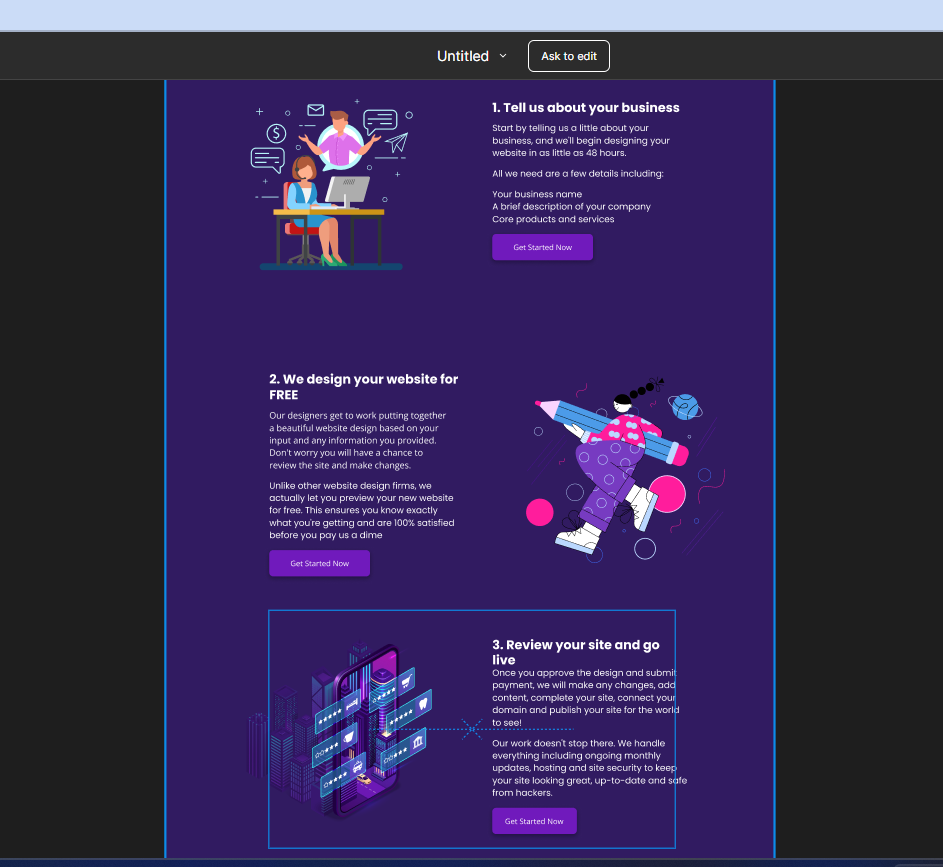 Untitled
Ask to edit
1. Tell us about your business
Start by telling us a little about your
business, and we'll begin designing your
website in as little as 48 hours.
All we need are a few details including:
Your business name
A brief description of your company
Core products and services
Get Started Now
2. We design your website for
FREE
Our designers get to work putting together
a beautiful website design based on your
input and any information you provided.
Don't worry you will have a chance to
review the site and make changes.
Unlike other website design firms, we
actually let you preview your new website
for free. This ensures you know exactly
what you're getting and are 100% satisfied
before you pay us a dime
Get Started Now
3. Review your site and go
live
Once you approve the design and submit
payment, we will make any changes, add
content, complete your site, connect your
domain and publish your site for the world
to see!
Our work doesn't stop there. We handle
everything including ongoing monthly
updates, hosting and site security to keep
your site looking great, up-to-date and safe
from hackers.
Get Started Now